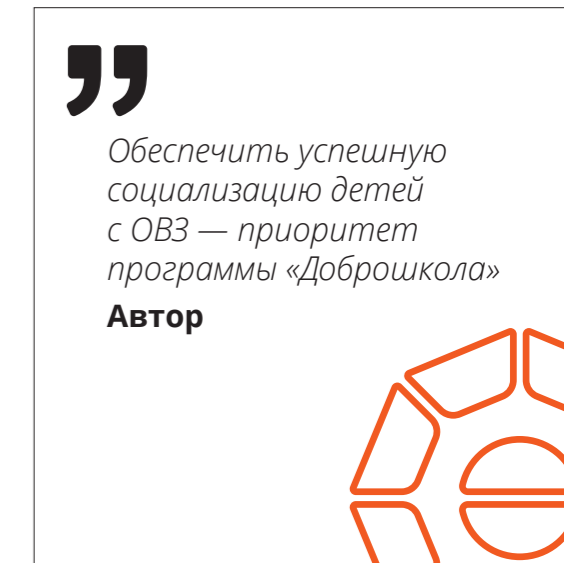 Обеспечить успешную
социализацию детей
с ОВЗ — приоритет
программы «Доброшкола»
Автор